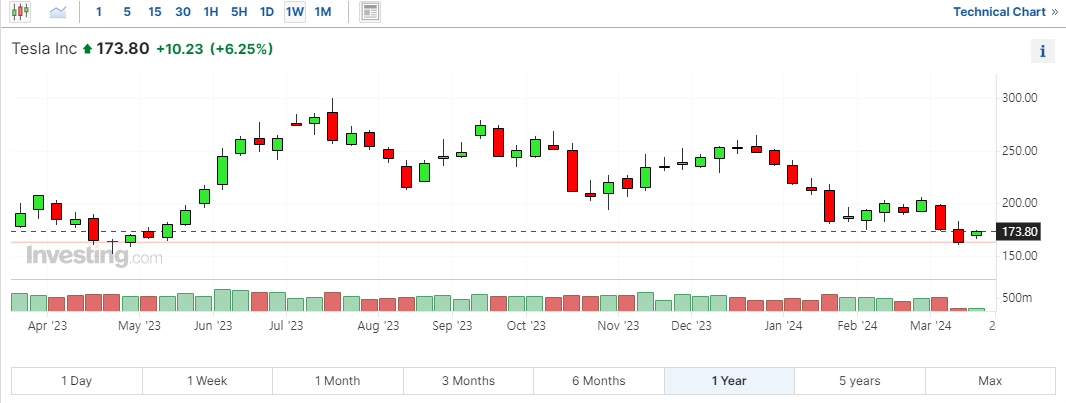 1 5 15 30 1H 5H 1D 1W 1M Technical Chart »
Tesla Inc 173.80 +10.23 (+6.25%)
i
300.00
250.00
200.00
173.80
150.00
Investing.com
500m
Apr '23 May '23 Jun '23 Jul '23 Aug '23 Sep '23 Oct '23 Nov '23 Dec '23 Jan '24 Feb '24 Mar '24 2
1 Day 1 Week 1 Month 3 Months 6 Months 1 Year 5 years Max